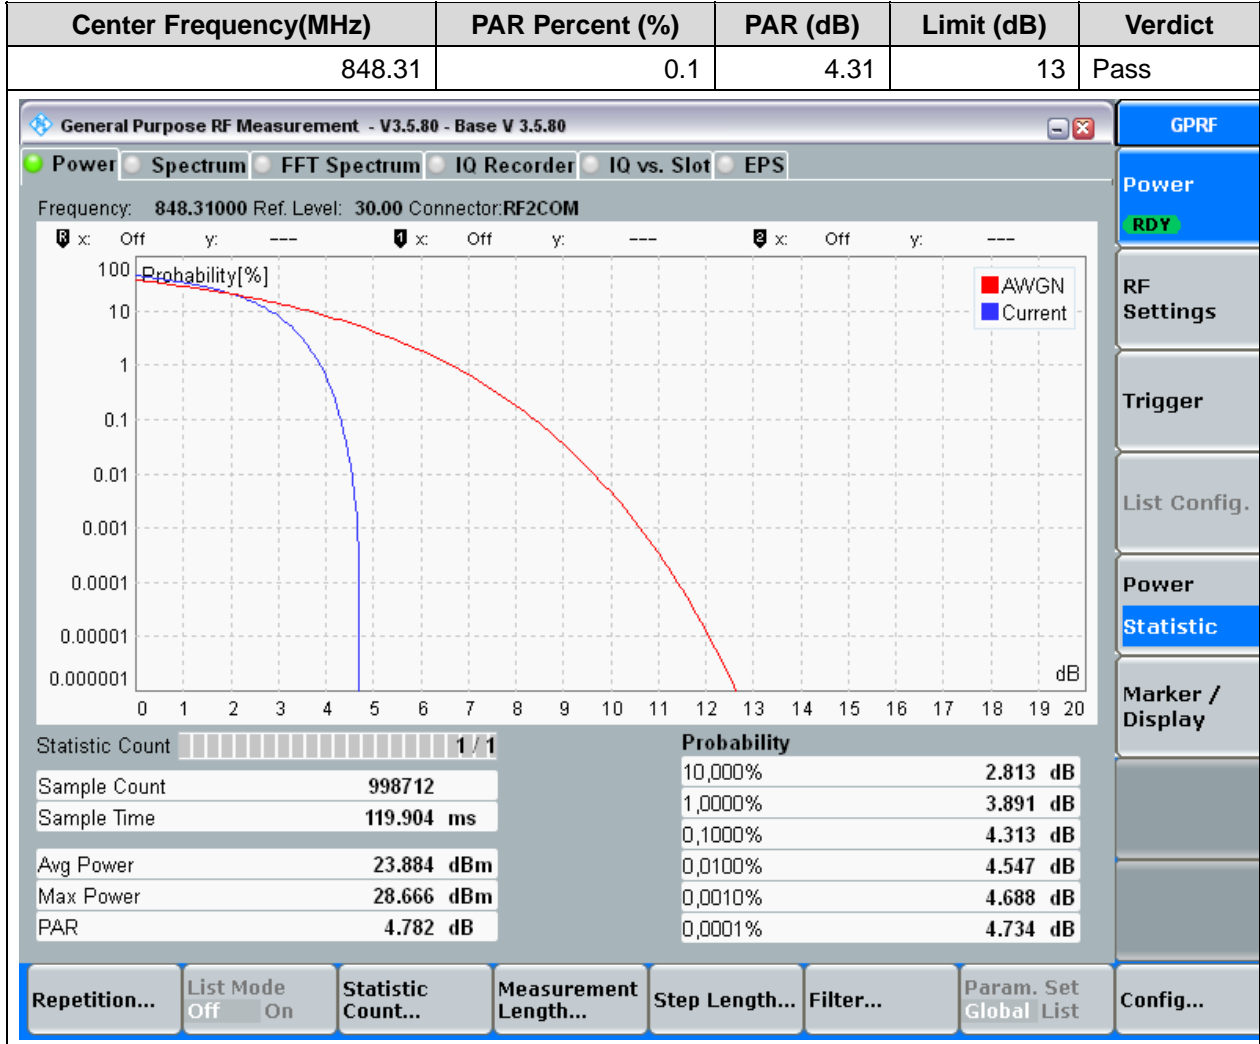 Center Frequency(MHz) PAR Percent (%) PAR (dB) Limit (dB) Verdict
848.31 0.1 4.31 13 Pass
General Purpose RF Measurement - V3.5.80 - Base V 3.5.80
GPRF
Power Spectrum FFT Spectrum IQ Recorder IQ vs. Slot EPS
Power
RDY
Frequency: 848.31000 Ref. Level: 30.00 Connector:RF2COM
R x: Off y: --- 1 x: Off y: --- 2 x: Off y: ---
100 Probability[%]
AWGN
Current
10
1
0.1
0.01
0.001
0.0001
0.00001
0.000001
dB
0 1 2 3 4 5 6 7 8 9 10 11 12 13 14 15 16 17 18 19 20
RF
Settings
Trigger
List Config.
Power
Statistic
Marker /
Display
Statistic Count 1 / 1
Sample Count 998712
Sample Time 119.904 ms
Avg Power 23.884 dBm
Max Power 28.666 dBm
PAR 4.782 dB
Probability
10,000% 2.813 dB
1,0000% 3.891 dB
0,1000% 4.313 dB
0,0100% 4.547 dB
0,0010% 4.688 dB
0,0001% 4.734 dB
Repetition...
List Mode
Off On
Statistic
Count...
Measurement
Length...
Step Length...
Filter...
Param. Set
Global List
Config...